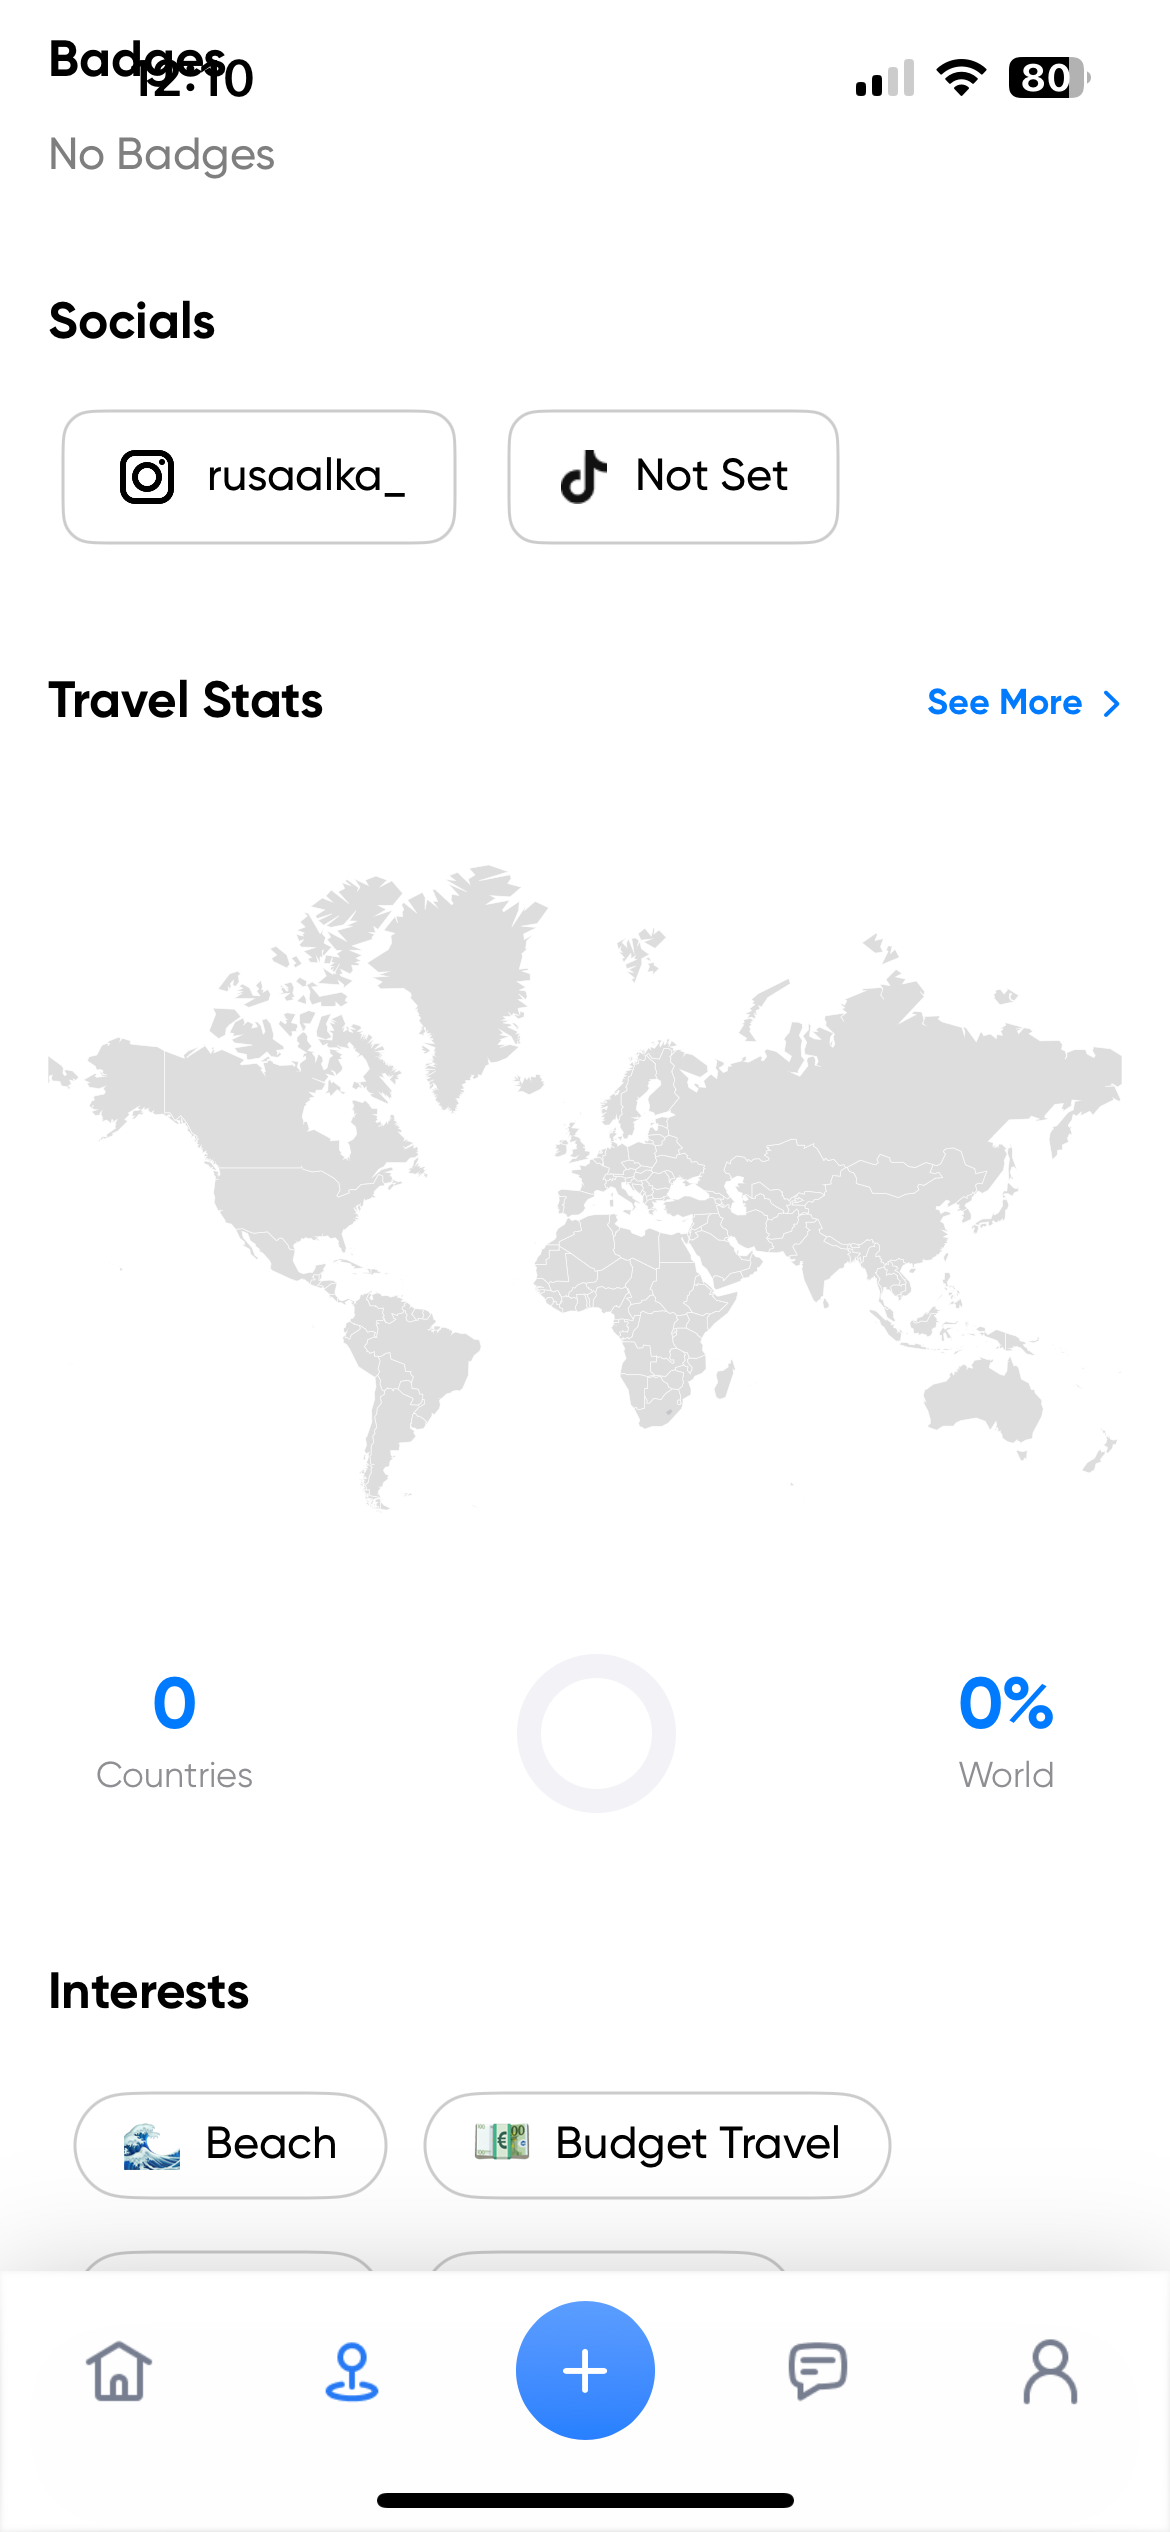 Badges
12:10
80
No Badges
Socials
rusaalka_
Not Set
Travel Stats
See More
0
0%
Countries
World
Interests
Beach
Budget Travel